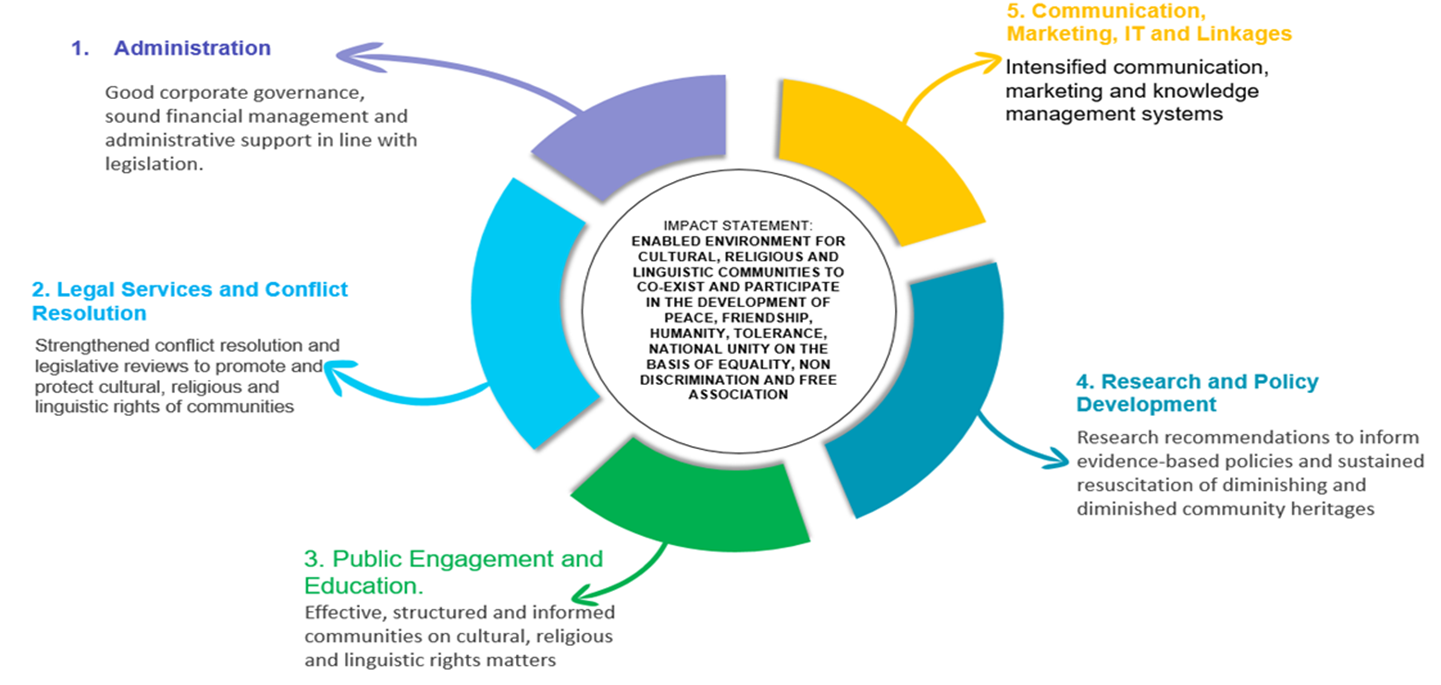 1. Administration
Good corporate governance,
sound financial management and
administrative support in line with
legislation.
2. Legal Services and Conflict
Resolution
Strengthened conflict resolution and
legislative reviews to promote and
protect cultural, religious and
linguistic rights of communities
3. Public Engagement and
Education.
Effective, structured and informed
communities on cultural, religious
and linguistic rights matters
4. Research and Policy
Development
Research recommendations to inform
evidence-based policies and sustained
resuscitation of diminishing and
diminished community heritages
5. Communication,
Marketing, IT and Linkages
Intensified communication,
marketing and knowledge
management systems
IMPACT STATEMENT:
ENABLED ENVIRONMENT FOR
CULTURAL, RELIGIOUS AND
LINGUISTIC COMMUNITIES TO
CO-EXIST AND PARTICIPATE
IN THE DEVELOPMENT OF
PEACE, FRIENDSHIP,
HUMANITY, TOLERANCE,
NATIONAL UNITY ON THE
BASIS OF EQUALITY, NON
DISCRIMINATION AND FREE
ASSOCIATION